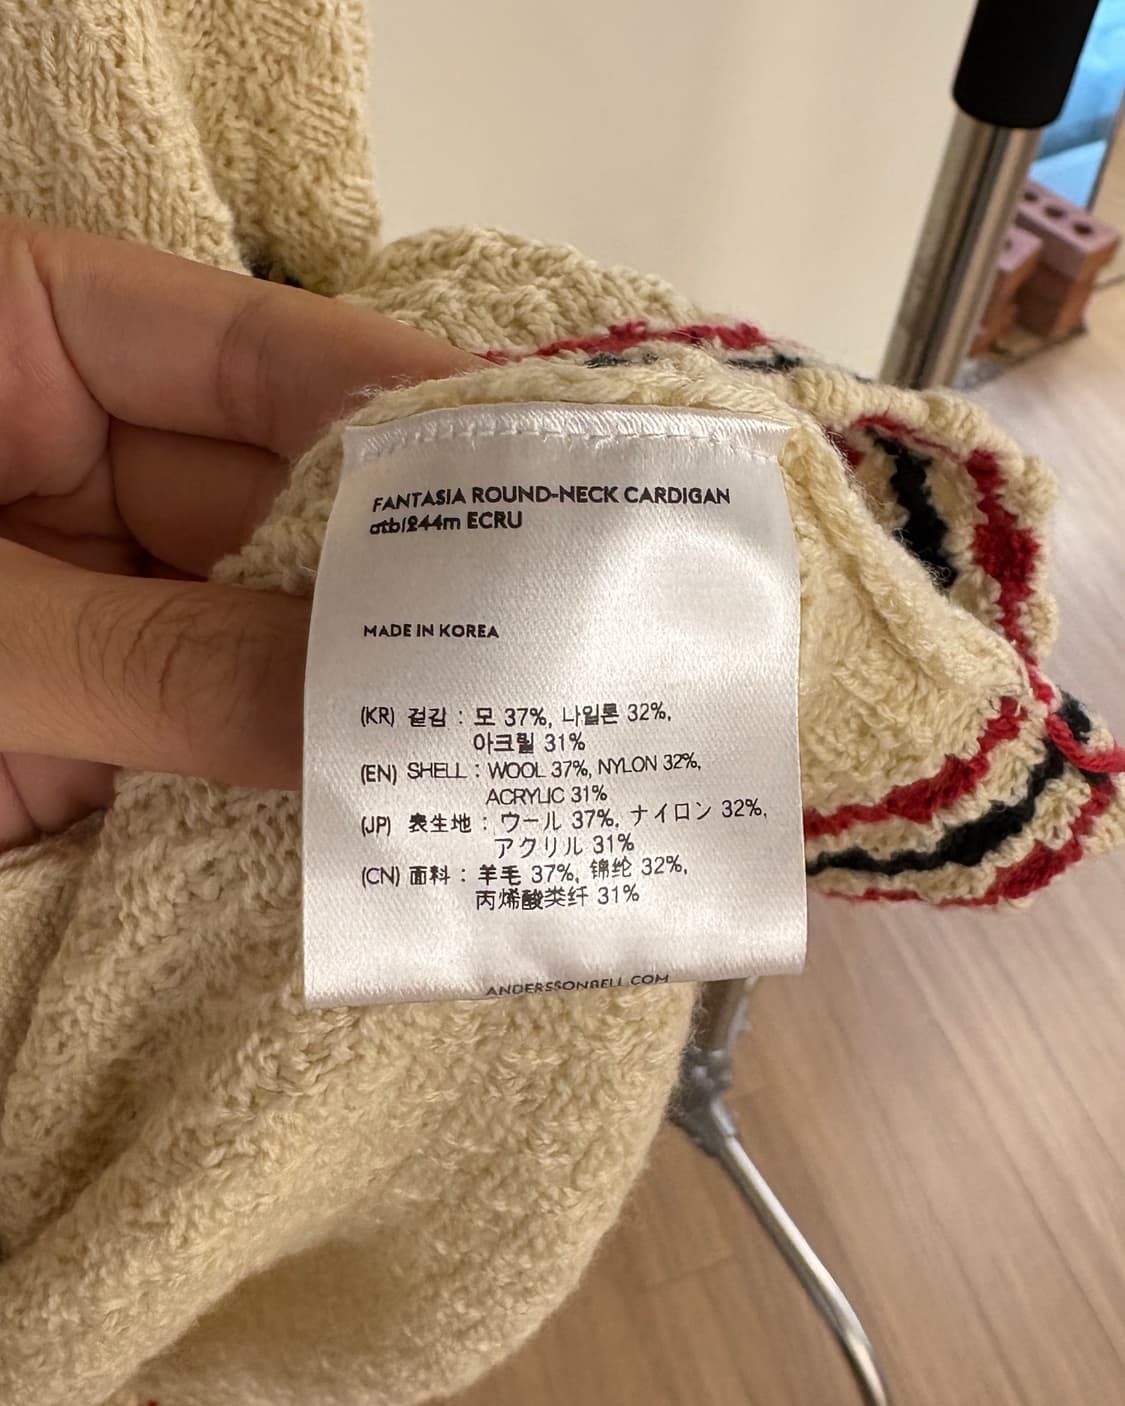 FANTASIA ROUND-NECK CARDIGAN
atb1244m ECRU
MADE IN KOREA
(KR) 겉감 : 모 37%, 나일론 32%,
아크릴 31%
(EN) SHELL : WOOL 37%, NYLON 32%,
ACRYLIC 31%
(JP) 表生地 : ウール 37%, ナイロン 32%,
アクリル 31%
(CN) 面料 : 羊毛 37%, 锦纶 32%,
丙烯酸类纤 31%
ANDERSSONBELL.COM